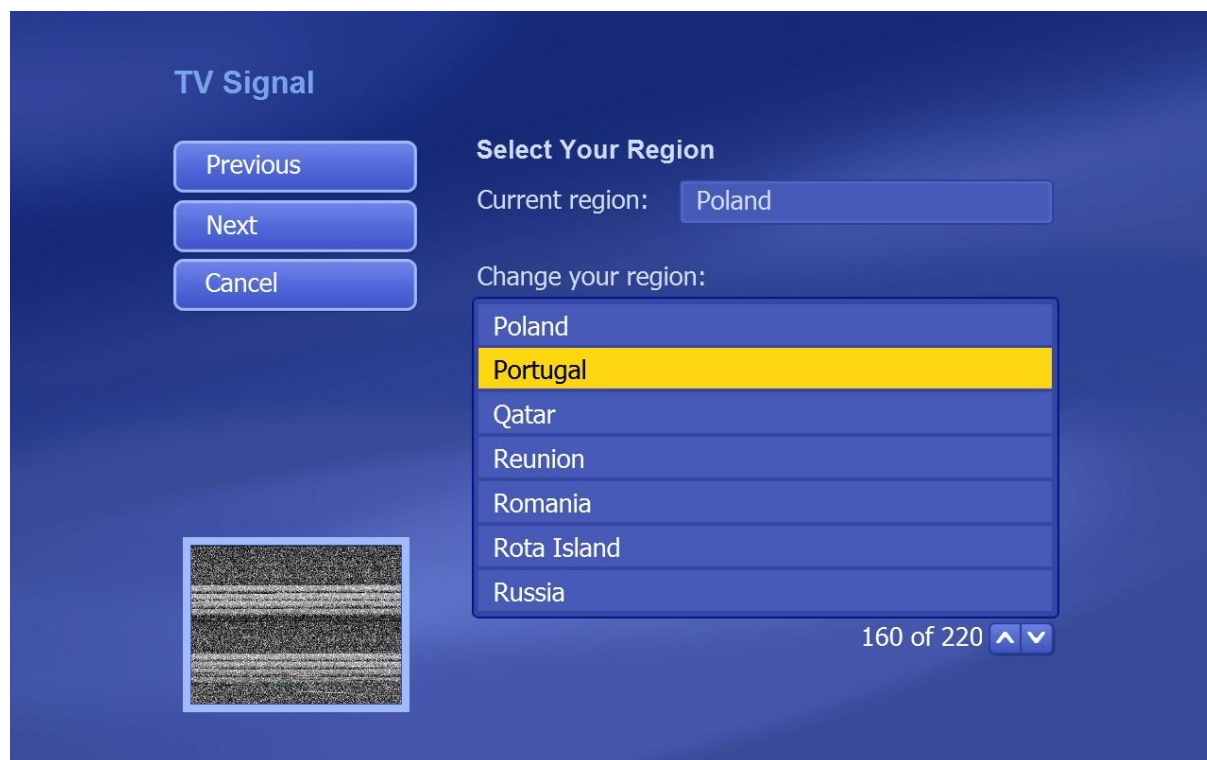 TV Signal
Previous
Next
Cancel
Select Your Region
Current region: Poland
Change your region:
Poland
Portugal
Qatar
Reunion
Romania
Rota Island
Russia
160 of 220